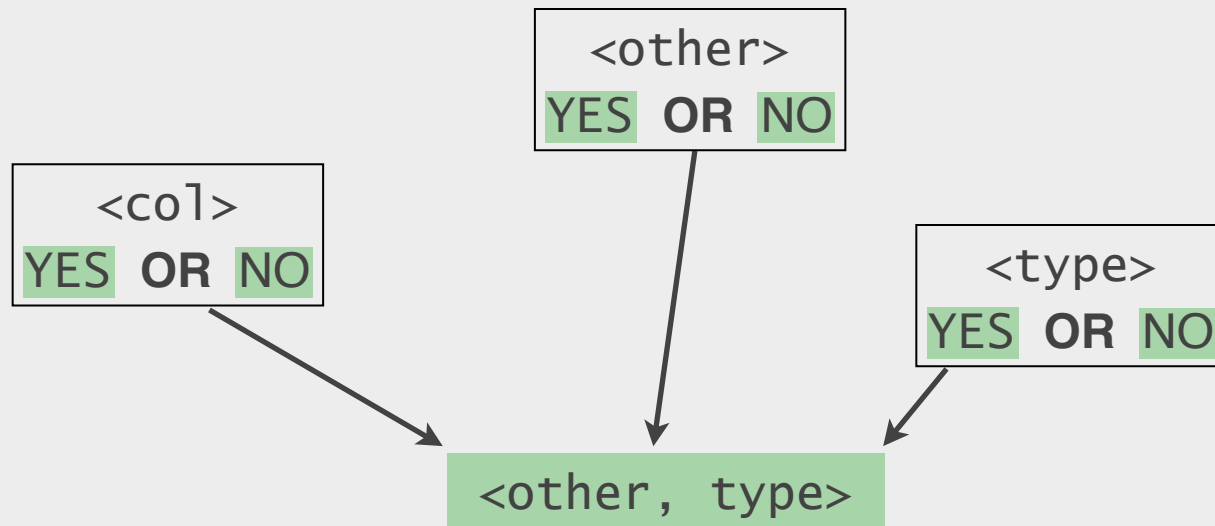 <other>
YES OR NO
<col>
YES OR NO
<type>
YES OR NO
<other, type>